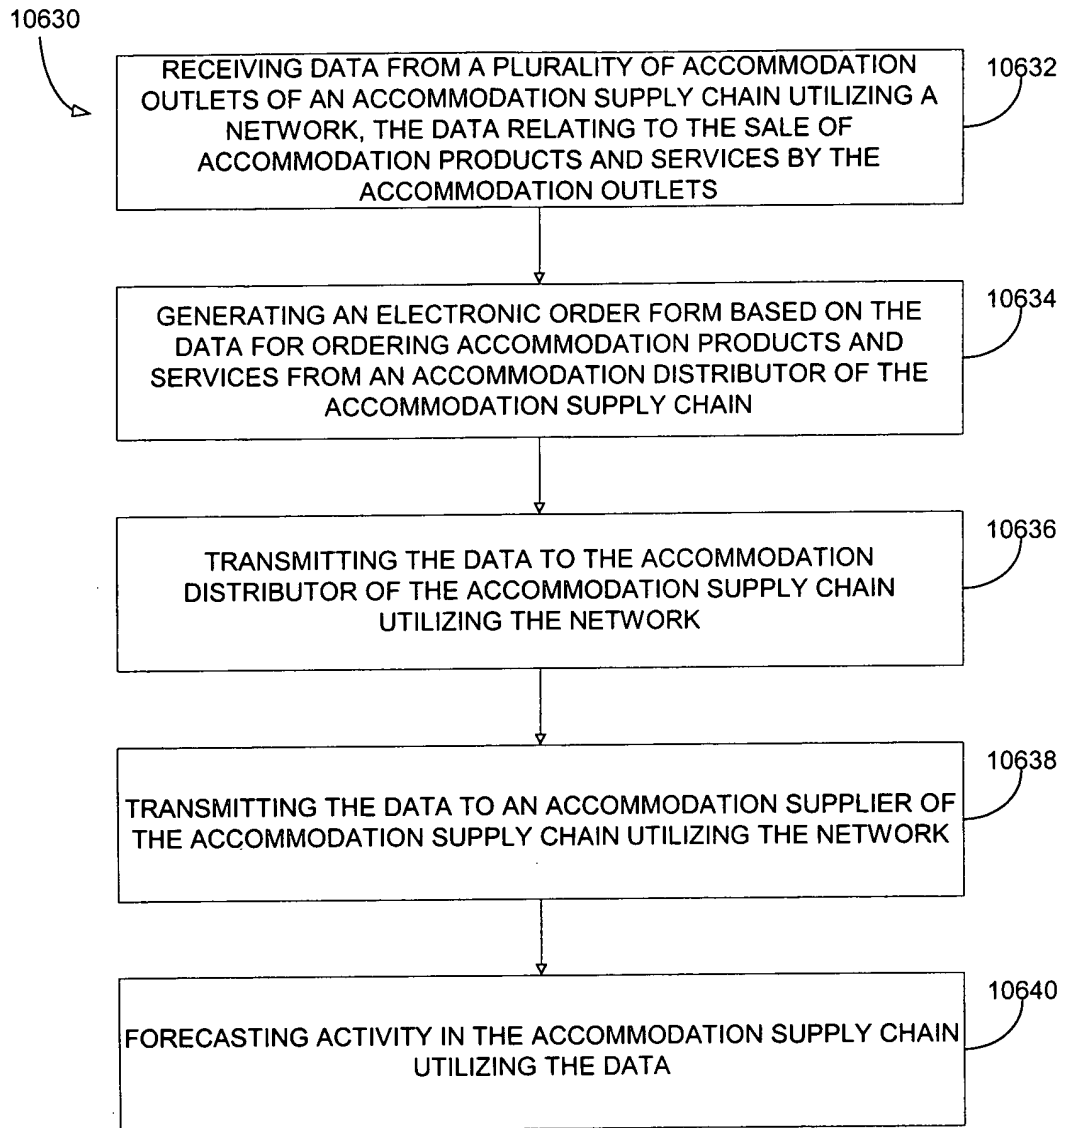 10630
10632
RECEIVING DATA FROM A PLURALITY OF ACCOMMODATION
OUTLETS OF AN ACCOMMODATION SUPPLY CHAIN UTILIZING A
NETWORK, THE DATA RELATING TO THE SALE OF
ACCOMMODATION PRODUCTS AND SERVICES BY THE
ACCOMMODATION OUTLETS
10634
GENERATING AN ELECTRONIC ORDER FORM BASED ON THE
DATA FOR ORDERING ACCOMMODATION PRODUCTS AND
SERVICES FROM AN ACCOMMODATION DISTRIBUTOR OF THE
ACCOMMODATION SUPPLY CHAIN
10636
TRANSMITTING THE DATA TO THE ACCOMMODATION
DISTRIBUTOR OF THE ACCOMMODATION SUPPLY CHAIN
UTILIZING THE NETWORK
10638
TRANSMITTING THE DATA TO AN ACCOMMODATION SUPPLIER OF
THE ACCOMMODATION SUPPLY CHAIN UTILIZING THE NETWORK
10640
FORECASTING ACTIVITY IN THE ACCOMMODATION SUPPLY CHAIN
UTILIZING THE DATA